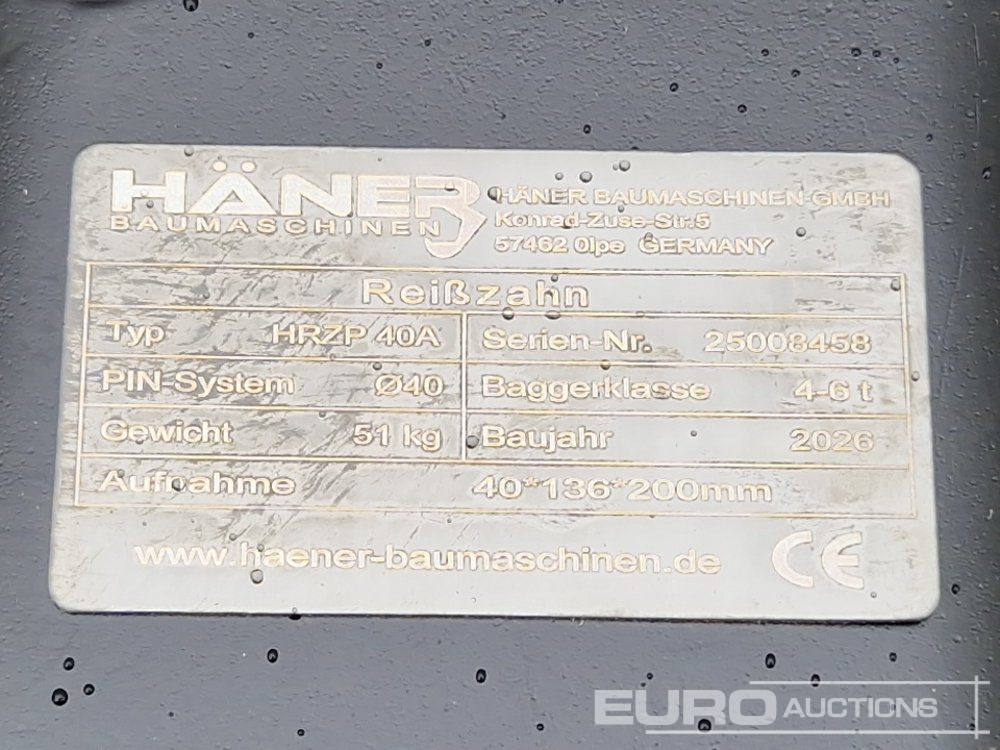 HÄNER
BAUMASCHINEN
HÄNER BAUMASCHINEN GMBH
Konrad-Zuse-Str.5
57462 Olpe GERMANY
Reißzahn
Typ HRZP 40A Serien-Nr. 25008458
PIN-System Ø40 Baggerklasse 4-6 t
Gewicht 51 kg Baujahr 2026
Aufnahme 40*136*200mm
www.haener-baumaschinen.de CE
EURO AUCTIONS